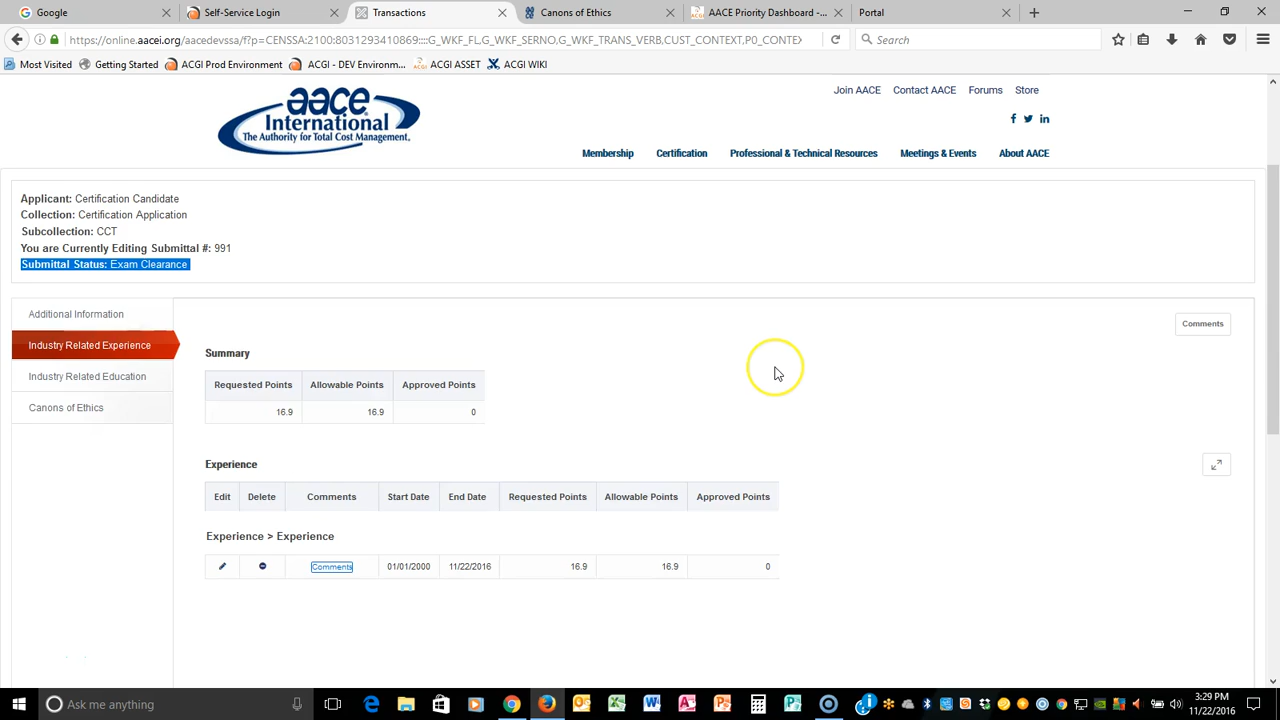 Google
Self-Service Login
Transactions
Canons of Ethics
AACE Priority Dashboard -...
Portal
https://online.aacei.org/aacedevssa/f?p=CENSSA:2100:8031293410869::::G_WKF_FL,G_WKF_SERNO,G_WKF_TRANS_VERB,CUST_CONTEXT,P0_CONTEX
Search
Most Visited
Getting Started
ACGI Prod Environment
ACGI - DEV Environm...
ACGI ASSET
ACGI WIKI
Join AACE
Contact AACE
Forums
Store
aace
International
The Authority for Total Cost Management.
Membership
Certification
Professional & Technical Resources
Meetings & Events
About AACE
Applicant: Certification Candidate
Collection: Certification Application
Subcollection: CCT
You are Currently Editing Submittal #: 991
Submittal Status: Exam Clearance
Additional Information
Industry Related Experience
Industry Related Education
Canons of Ethics
Comments
Summary
Requested Points Allowable Points Approved Points
16.9 16.9 0
Experience
Edit Delete Comments Start Date End Date Requested Points Allowable Points Approved Points
Experience > Experience
Comments 01/01/2000 11/22/2016 16.9 16.9 0
Ask me anything
3:29 PM
11/22/2016